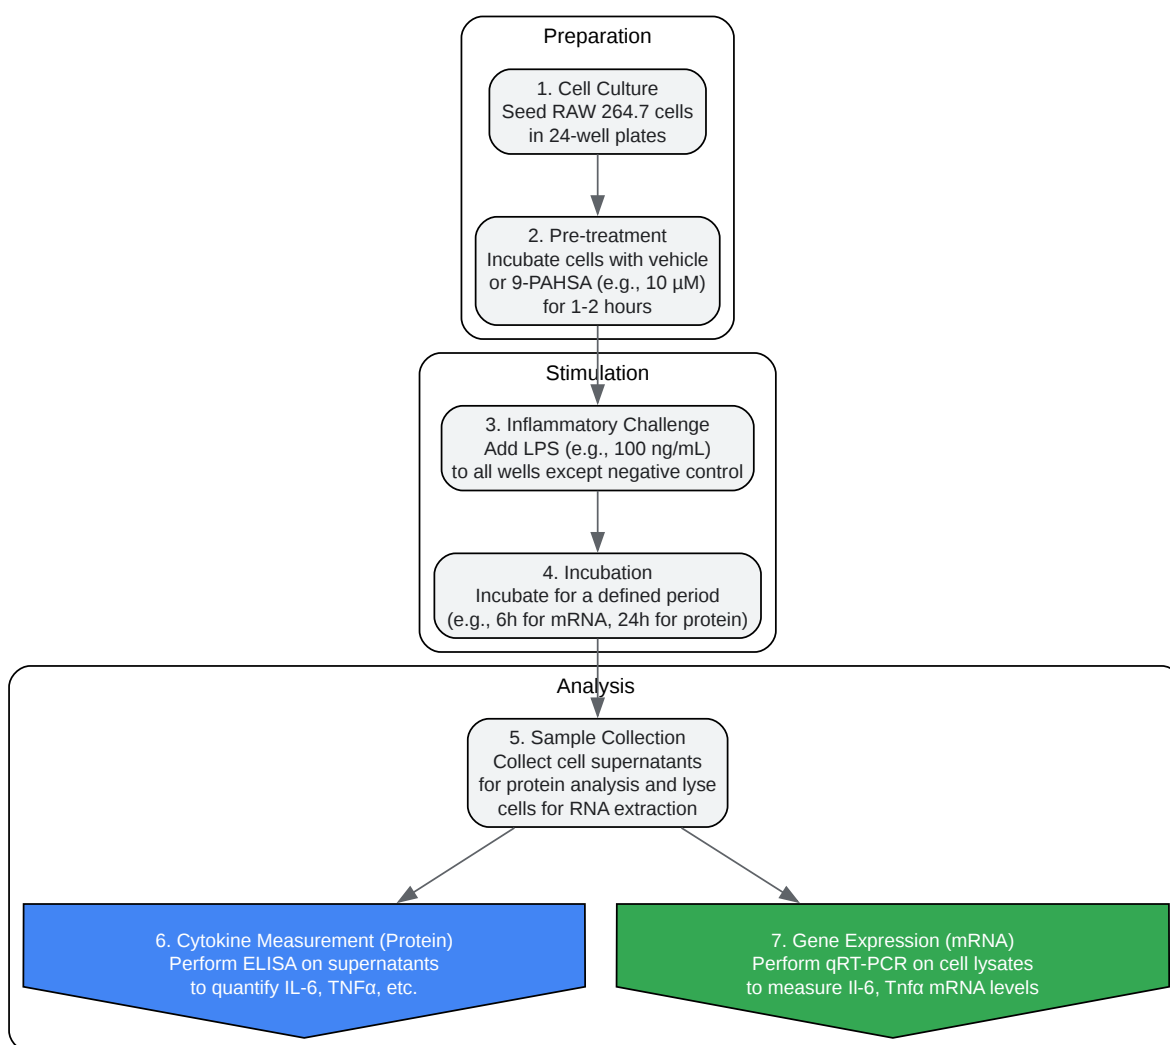 Preparation
1. Cell Culture
Seed RAW 264.7 cells
in 24-well plates
2. Pre-treatment
Incubate cells with vehicle
or 9-PAHSA (e.g., 10 µM)
for 1-2 hours
Stimulation
3. Inflammatory Challenge
Add LPS (e.g., 100 ng/mL)
to all wells except negative control
4. Incubation
Incubate for a defined period
(e.g., 6h for mRNA, 24h for protein)
Analysis
5. Sample Collection
Collect cell supernatants
for protein analysis and lyse
cells for RNA extraction
6. Cytokine Measurement (Protein)
Perform ELISA on supernatants
to quantify IL-6, TNFα, etc.
7. Gene Expression (mRNA)
Perform qRT-PCR on cell lysates
to measure Il-6, Tnfα mRNA levels